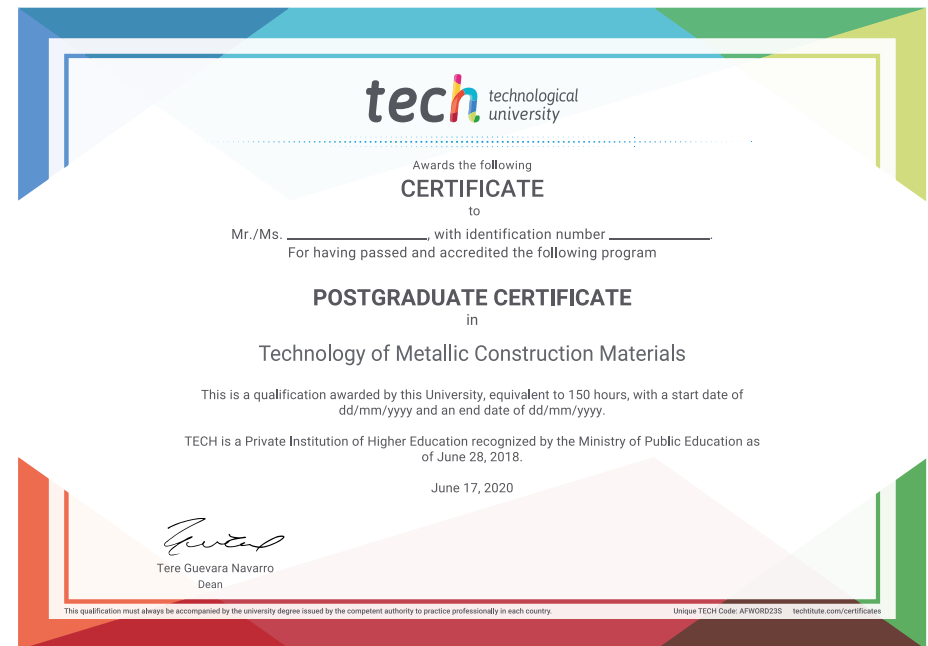 tech technological
university
Awards the following
CERTIFICATE
to
Mr./Ms. ____________________, with identification number ______________.
For having passed and accredited the following program
POSTGRADUATE CERTIFICATE
in
Technology of Metallic Construction Materials
This is a qualification awarded by this University, equivalent to 150 hours, with a start date of
dd/mm/yyyy and an end date of dd/mm/yyyy.
TECH is a Private Institution of Higher Education recognized by the Ministry of Public Education as
of June 28, 2018.
June 17, 2020
Tere Guevara Navarro
Dean
This qualification must always be accompanied by the university degree issued by the competent authority to practice professionally in each country.
Unique TECH Code: AFWORD23S techtitute.com/certificates